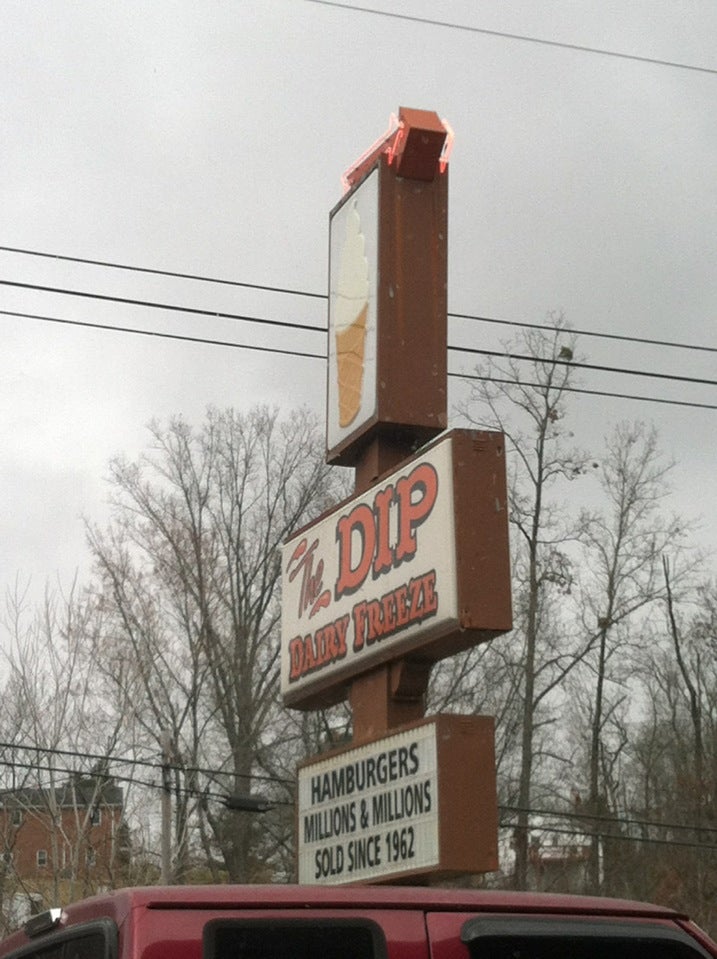 The DIP
DAIRY FREEZE
HAMBURGERS
MILLIONS & MILLIONS
SOLD SINCE 1962